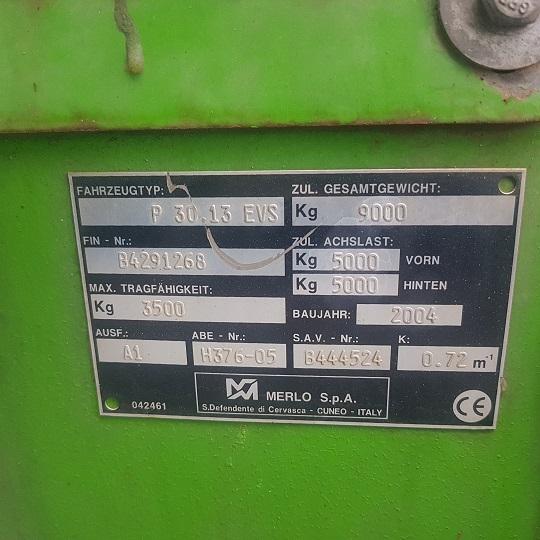 FAHRZEUGTYP:
P 30.13 EVS
ZUL. GESAMTGEWICHT:
Kg 9000
FIN - Nr.:
B4291268
ZUL. ACHSLAST:
Kg 5000 VORN
Kg 5000 HINTEN
MAX. TRAGFÄHIGKEIT:
Kg 3500
BAUJAHR: 2004
AUSF.: ABE - Nr.: S.A.V. - Nr.: K:
A1 H376-05 B444524 0.72 m-1
MERLO S.p.A.
S.Defendente di Cervasca - CUNEO - ITALY
042461
CE